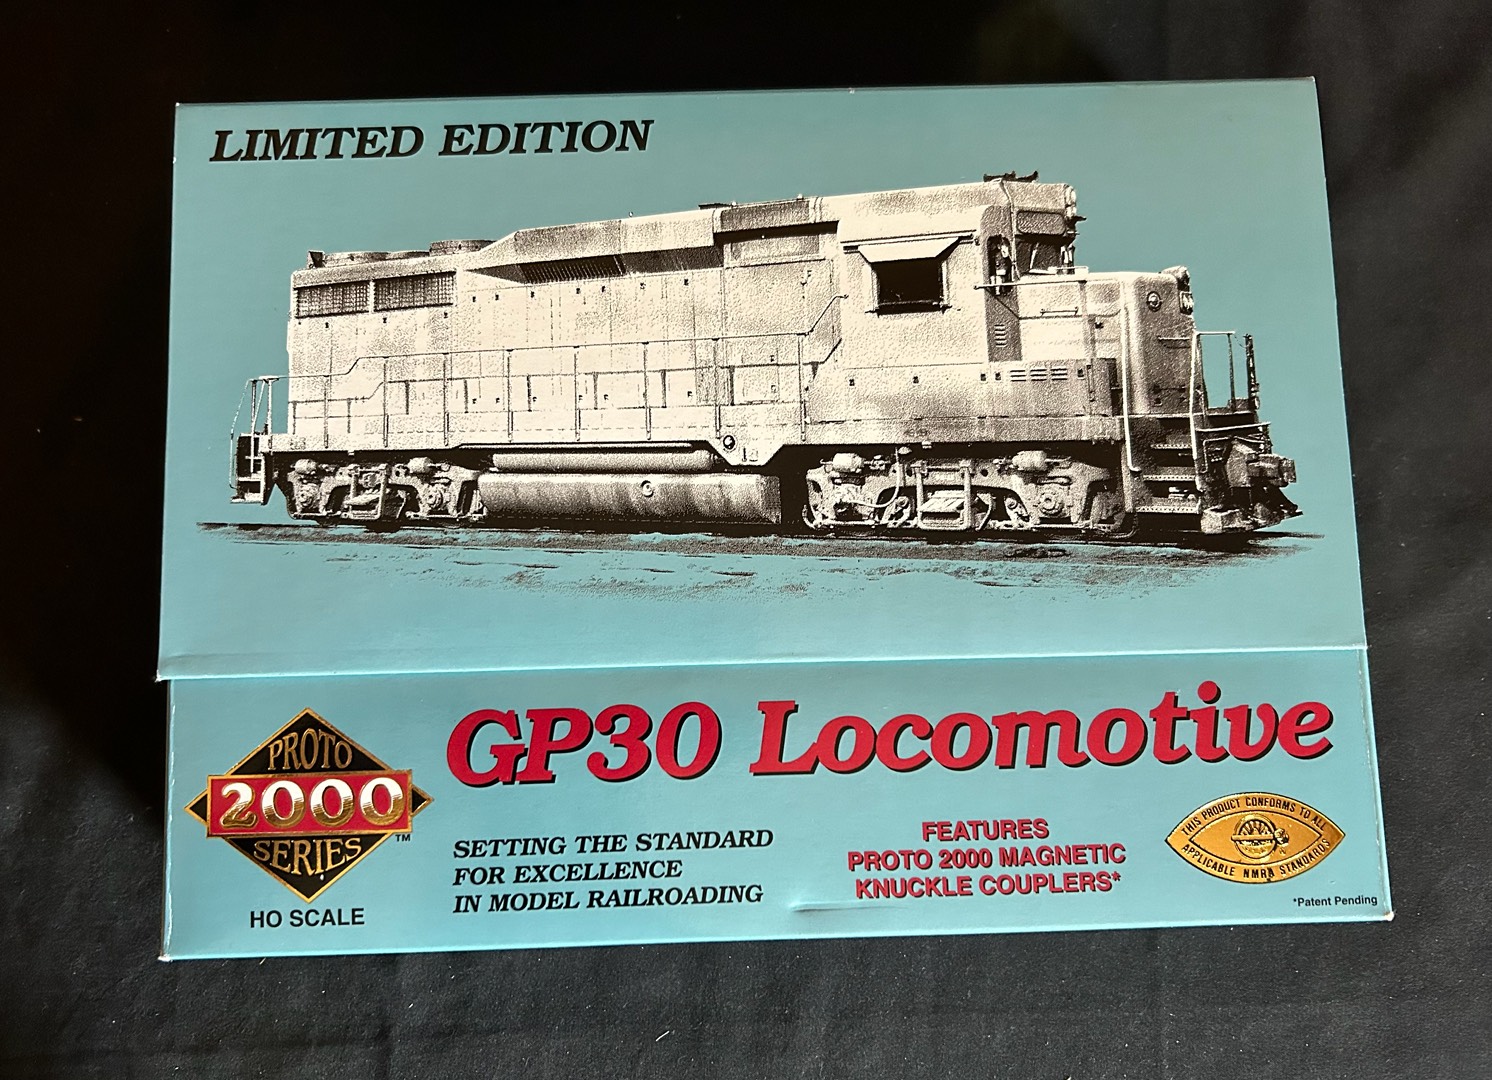 LIMITED EDITION
GP30 Locomotive
PROTO
2000
SERIES
™
HO SCALE
SETTING THE STANDARD
FOR EXCELLENCE
IN MODEL RAILROADING
FEATURES
PROTO 2000 MAGNETIC
KNUCKLE COUPLERS*
THIS PRODUCT CONFORMS TO ALL
APPLICABLE NMRA STANDARDS
*Patent Pending